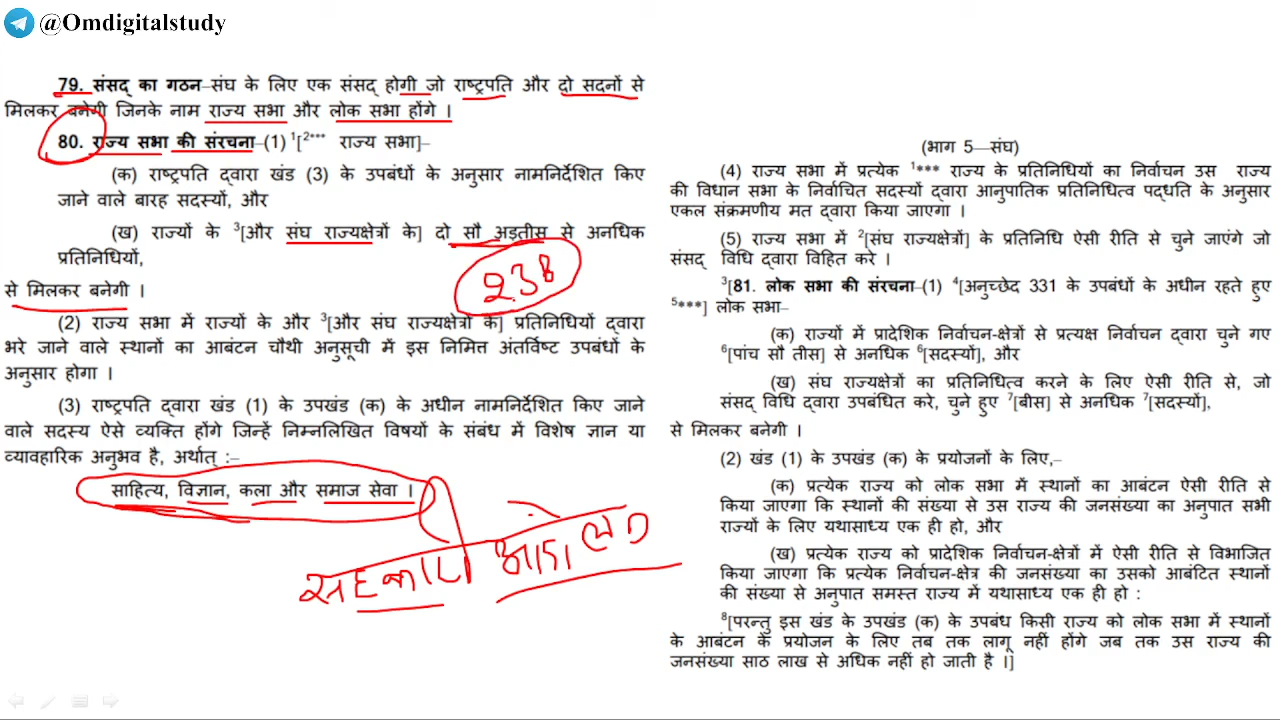 @Omdigitalstudy
79. संसद् का गठन–संघ के लिए एक संसद् होगी जो राष्ट्रपति और दो सदनों से
मिलकर बनेगी जिनके नाम राज्य सभा और लोक सभा होंगे ।
80. राज्य सभा की संरचना–(1) 1[2*** राज्य सभा]–
(क) राष्ट्रपति द्वारा खंड (3) के उपबंधों के अनुसार नामनिर्देशित किए
जाने वाले बारह सदस्यों, और
(ख) राज्यों के 3[और संघ राज्यक्षेत्रों के] दो सौ अड़तीस से अनधिक
प्रतिनिधियों,
238
से मिलकर बनेगी ।
(2) राज्य सभा में राज्यों के और 3[और संघ राज्यक्षेत्रों के] प्रतिनिधियों द्वारा
भरे जाने वाले स्थानों का आबंटन चौथी अनुसूची में इस निमित्त अंतर्विष्ट उपबंधों के
अनुसार होगा ।
(3) राष्ट्रपति द्वारा खंड (1) के उपखंड (क) के अधीन नामनिर्देशित किए जाने
वाले सदस्य ऐसे व्यक्ति होंगे जिन्हें निम्नलिखित विषयों के संबंध में विशेष ज्ञान या
व्यावहारिक अनुभव है, अर्थात् :–
साहित्य, विज्ञान, कला और समाज सेवा ।
सहकारी
(भाग 5—संघ)
(4) राज्य सभा में प्रत्येक 1*** राज्य के प्रतिनिधियों का निर्वाचन उस राज्य
की विधान सभा के निर्वाचित सदस्यों द्वारा आनुपातिक प्रतिनिधित्व पद्धति के अनुसार
एकल संक्रमणीय मत द्वारा किया जाएगा ।
(5) राज्य सभा में 2[संघ राज्यक्षेत्रों] के प्रतिनिधि ऐसी रीति से चुने जाएंगे जो
संसद् विधि द्वारा विहित करे ।
3[81. लोक सभा की संरचना–(1) 4[अनुच्छेद 331 के उपबंधों के अधीन रहते हुए
5***] लोक सभा–
(क) राज्यों में प्रादेशिक निर्वाचन-क्षेत्रों से प्रत्यक्ष निर्वाचन द्वारा चुने गए
6[पांच सौ तीस] से अनधिक 6[सदस्यों], और
(ख) संघ राज्यक्षेत्रों का प्रतिनिधित्व करने के लिए ऐसी रीति से, जो
संसद् विधि द्वारा उपबंधित करे, चुने हुए 7[बीस] से अनधिक 7[सदस्यों],
से मिलकर बनेगी ।
(2) खंड (1) के उपखंड (क) के प्रयोजनों के लिए,–
(क) प्रत्येक राज्य को लोक सभा में स्थानों का आबंटन ऐसी रीति से
किया जाएगा कि स्थानों की संख्या से उस राज्य की जनसंख्या का अनुपात सभी
राज्यों के लिए यथासाध्य एक ही हो, और
(ख) प्रत्येक राज्य को प्रादेशिक निर्वाचन-क्षेत्रों में ऐसी रीति से विभाजित
किया जाएगा कि प्रत्येक निर्वाचन-क्षेत्र की जनसंख्या का उसको आबंटित स्थानों
की संख्या से अनुपात समस्त राज्य में यथासाध्य एक ही हो :
8[परन्तु इस खंड के उपखंड (क) के उपबंध किसी राज्य को लोक सभा में स्थानों
के आबंटन के प्रयोजन के लिए तब तक लागू नहीं होंगे जब तक उस राज्य की
जनसंख्या साठ लाख से अधिक नहीं हो जाती है ।]